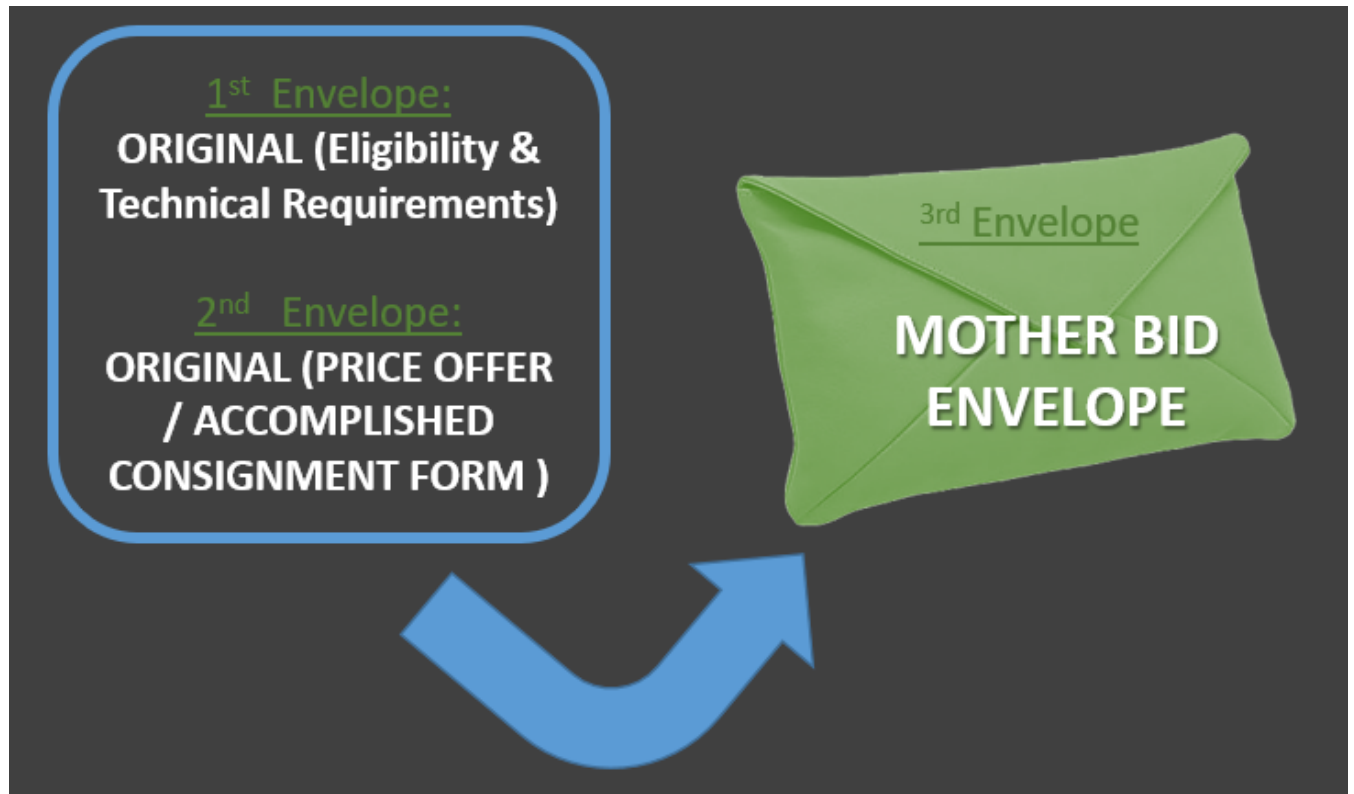 1st Envelope:
ORIGINAL (Eligibility &
Technical Requirements)
2nd Envelope:
ORIGINAL (PRICE OFFER
/ ACCOMPLISHED
CONSIGNMENT FORM )
3rd Envelope
MOTHER BID
ENVELOPE